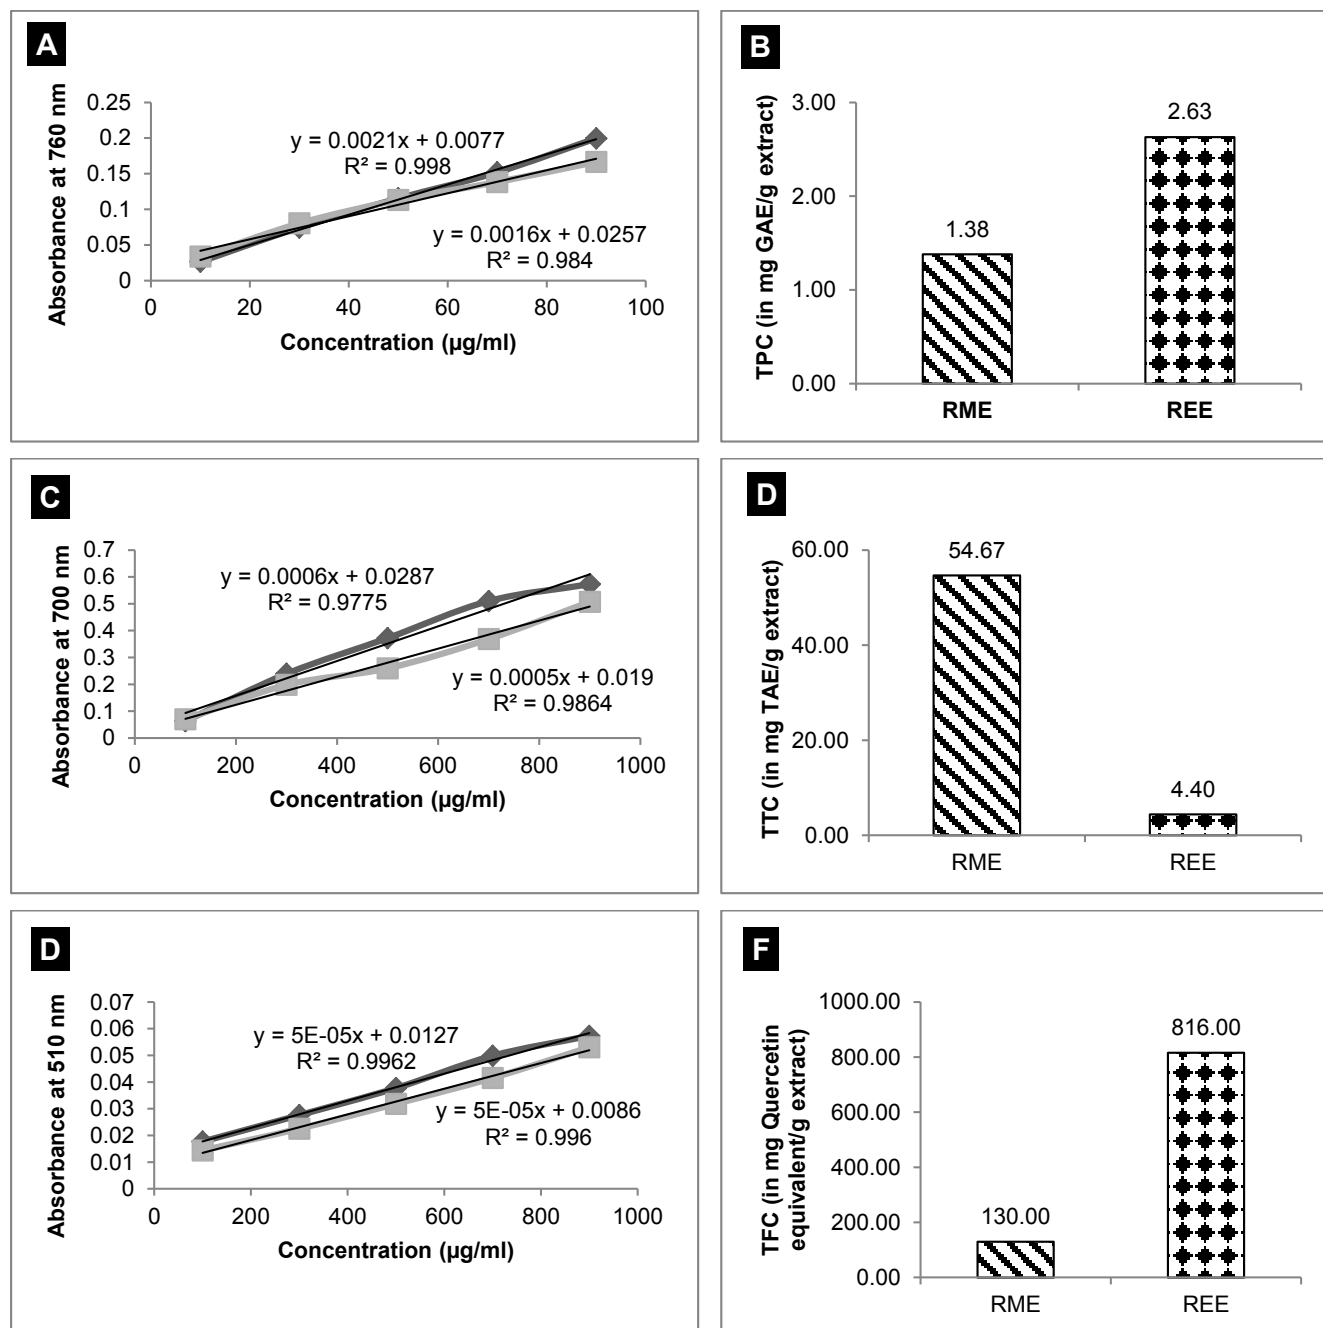 A
Absorbance at 760 nm
0.25
0.2
0.15
0.1
0.05
0
y = 0.0021x + 0.0077
R² = 0.998
y = 0.0016x + 0.0257
R² = 0.984
0 20 40 60 80 100
Concentration (µg/ml)
B
TPC (in mg GAE/g extract)
3.00
2.00
1.00
0.00
1.38
2.63
RME REE
C
Absorbance at 700 nm
0.7
0.6
0.5
0.4
0.3
0.2
0.1
0
y = 0.0006x + 0.0287
R² = 0.9775
y = 0.0005x + 0.019
R² = 0.9864
0 200 400 600 800 1000
Concentration (µg/ml)
D
TTC (in mg TAE/g extract)
60.00
40.00
20.00
0.00
54.67
4.40
RME REE
D
Absorbance at 510 nm
0.07
0.06
0.05
0.04
0.03
0.02
0.01
0
y = 5E-05x + 0.0127
R² = 0.9962
y = 5E-05x + 0.0086
R² = 0.996
0 200 400 600 800 1000
Concentration (µg/ml)
F
TFC (in mg Quercetin
equivalent/g extract)
1000.00
800.00
600.00
400.00
200.00
0.00
130.00
816.00
RME REE